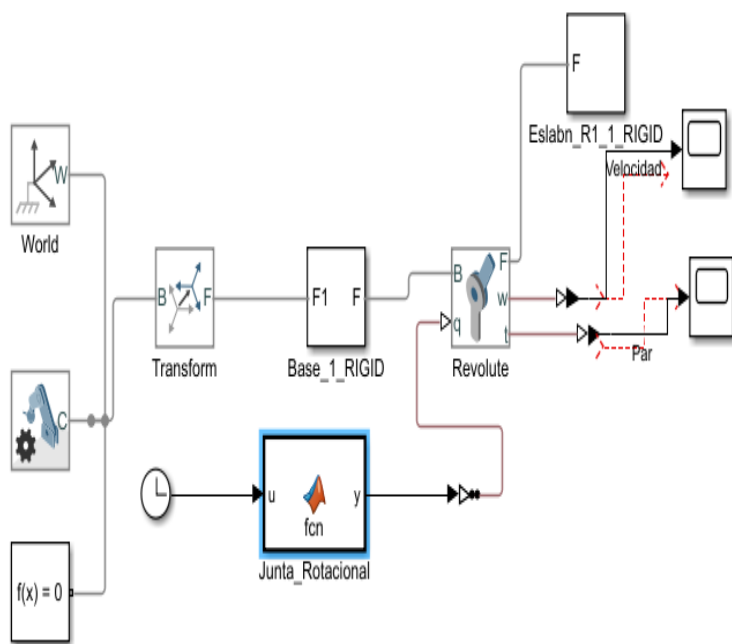 F
Eslabn_R1_1_RIGID
Velocidad
W
World
B
F
Transform
F1
F
Base_1_RIGID
B
F
w
q
t
Revolute
Par
C
u
fcn
y
Junta_Rotacional
f(x) = 0